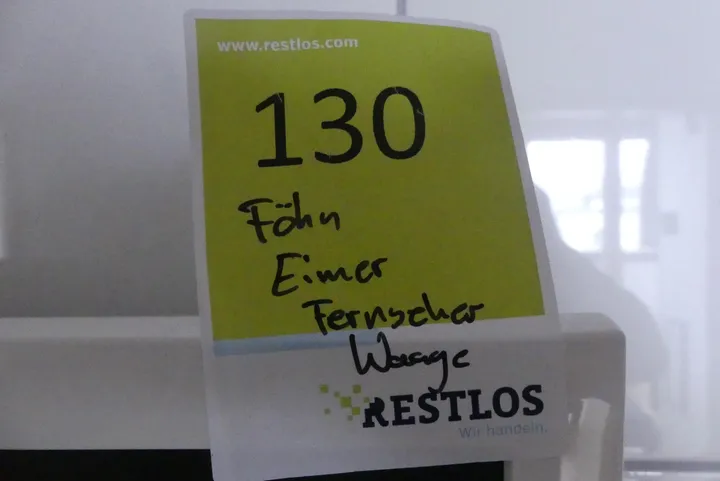 www.restlos.com
130
Föhn
Eimer
Fernseher
Waage
RESTLOS
Wir handeln.